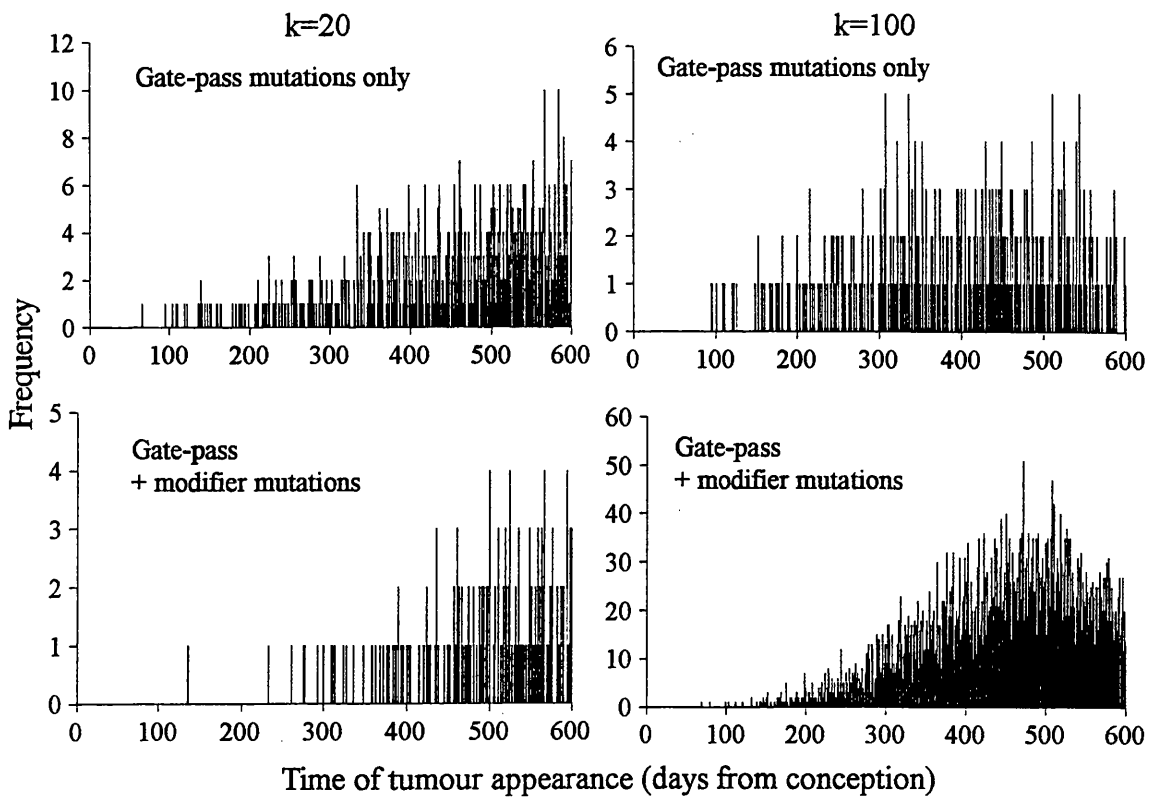 k=20
k=100
Gate-pass mutations only
12
10
8
6
4
2
0
0 100 200 300 400 500 600
Gate-pass mutations only
6
5
4
3
2
1
0
0 100 200 300 400 500 600
Frequency
Gate-pass
+ modifier mutations
5
4
3
2
1
0
0 100 200 300 400 500 600
Gate-pass
+ modifier mutations
60
50
40
30
20
10
0
0 100 200 300 400 500 600
Time of tumour appearance (days from conception)